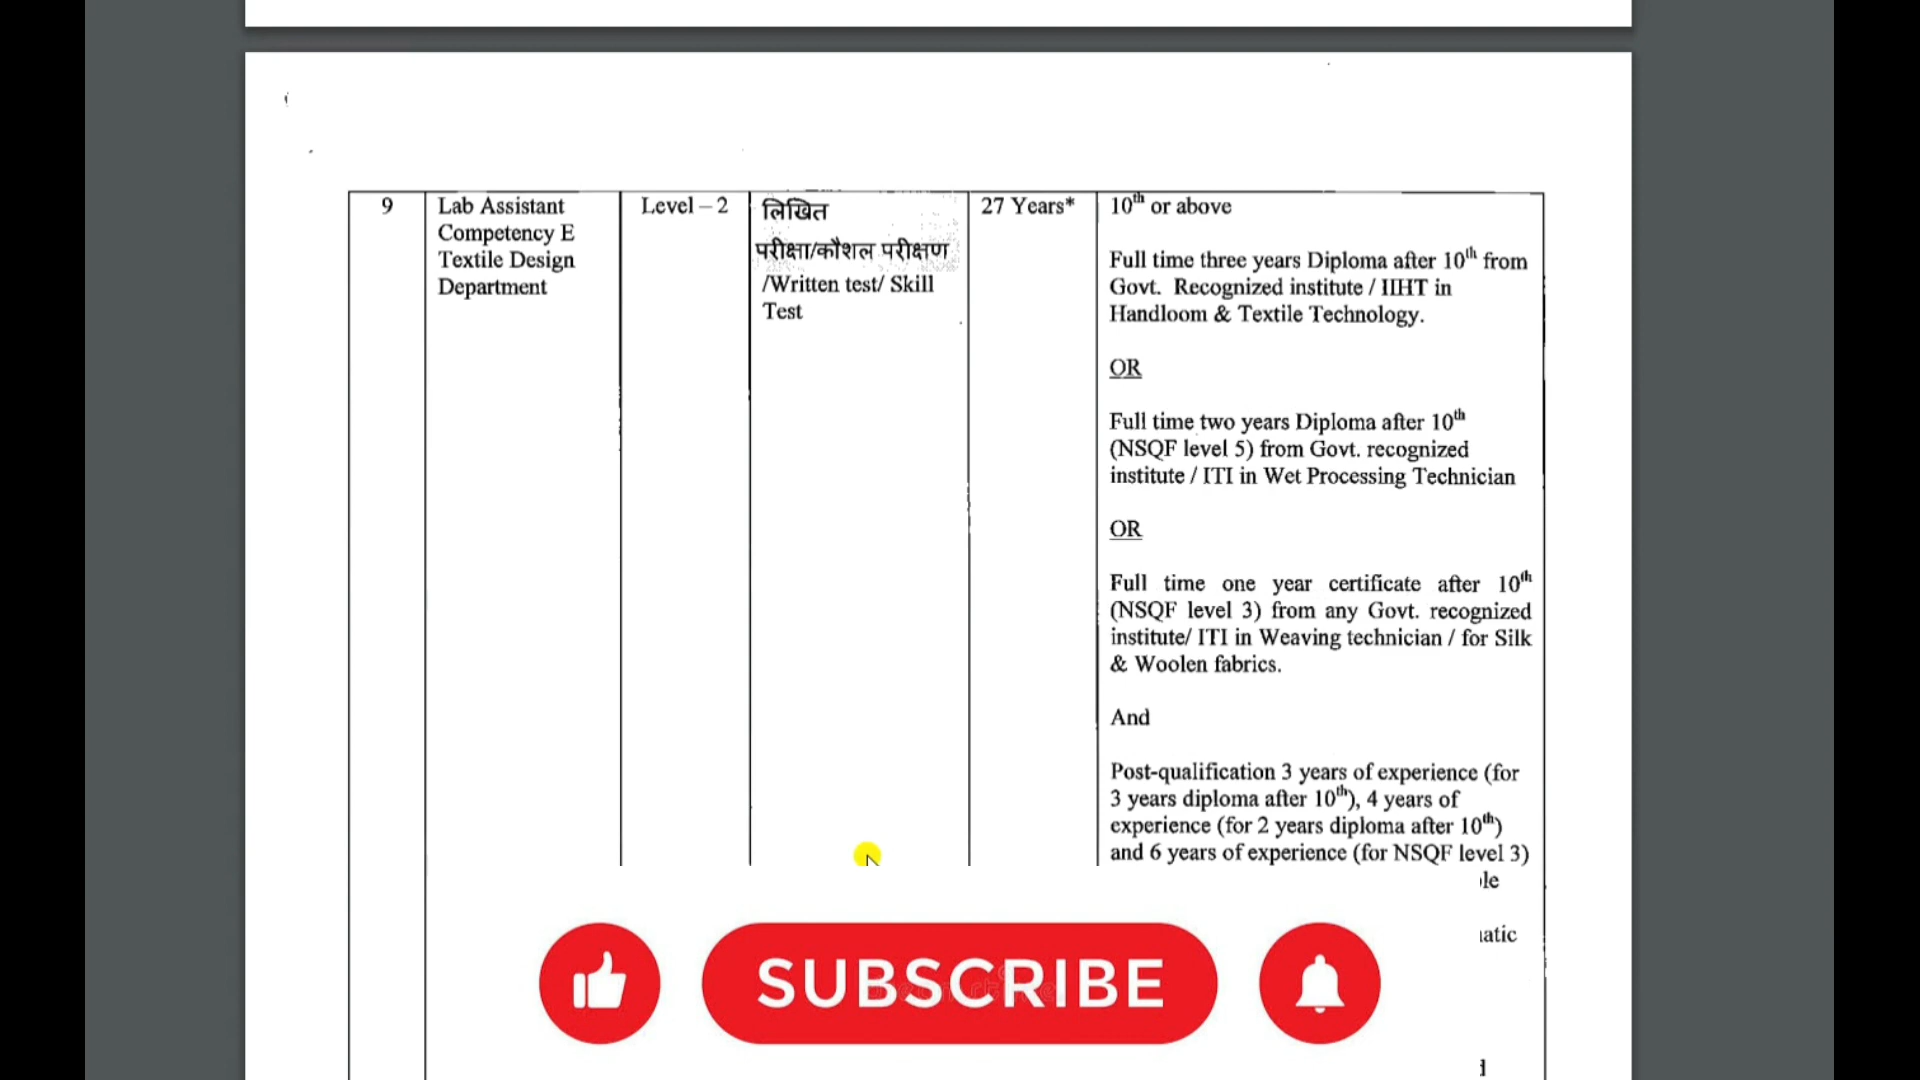 9
Lab Assistant
Competency E
Textile Design
Department
Level – 2
लिखित
परीक्षा/कौशल परीक्षण
/Written test/ Skill
Test
27 Years*
10th or above
Full time three years Diploma after 10th from
Govt. Recognized institute / IIHT in
Handloom & Textile Technology.
OR
Full time two years Diploma after 10th
(NSQF level 5) from Govt. recognized
institute / ITI in Wet Processing Technician
OR
Full time one year certificate after 10th
(NSQF level 3) from any Govt. recognized
institute/ ITI in Weaving technician / for Silk
& Woolen fabrics.
And
Post-qualification 3 years of experience (for
3 years diploma after 10th), 4 years of
experience (for 2 years diploma after 10th)
and 6 years of experience (for NSQF level 3)
SUBSCRIBE